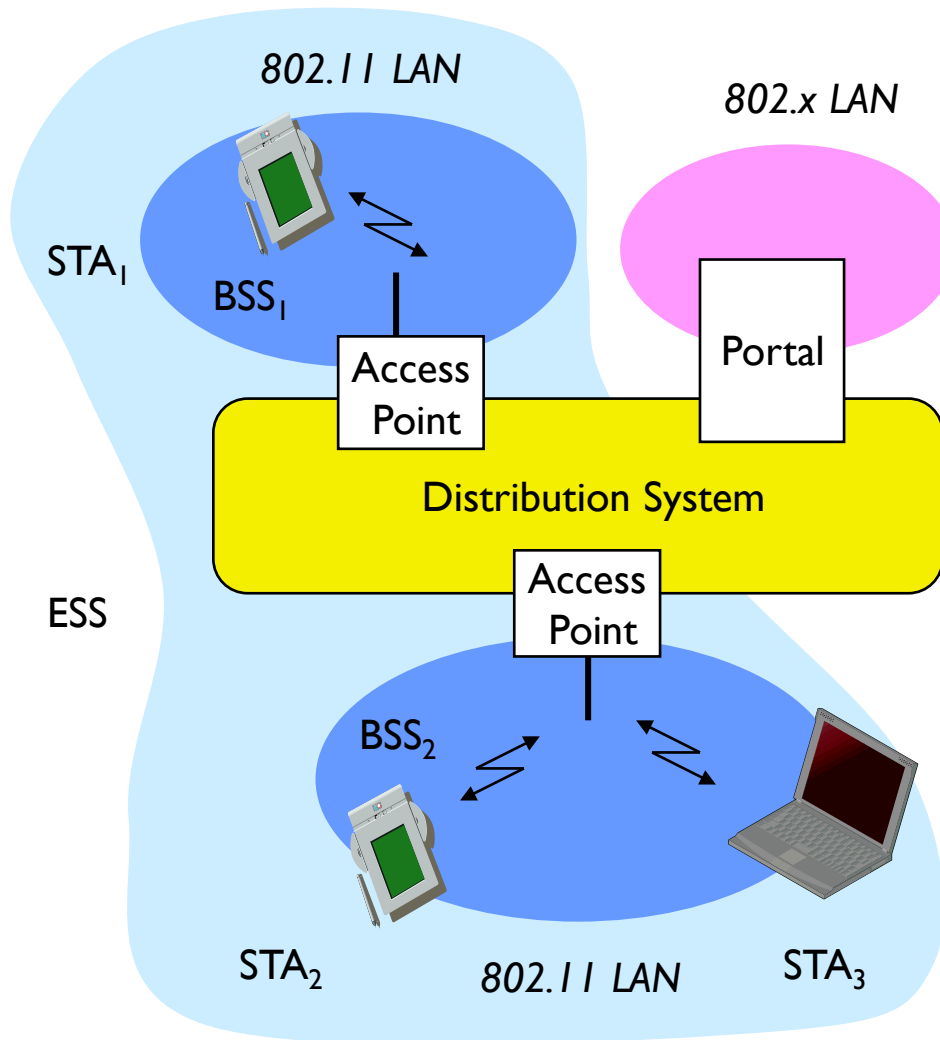 802.11 LAN
802.x LAN
STA₁
BSS₁
Access
Point
Portal
Distribution System
Access
Point
ESS
BSS₂
STA₂
802.11 LAN
STA₃